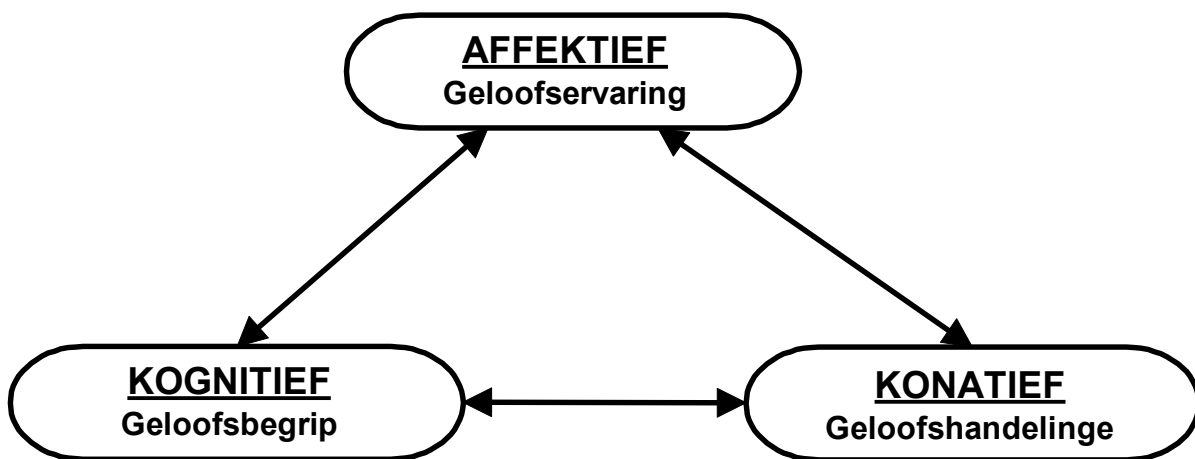 AFFEKTIEF
Geloofservaring
KOGNITIEF
Geloofsbegrip
KONATIEF
Geloofshandelinge